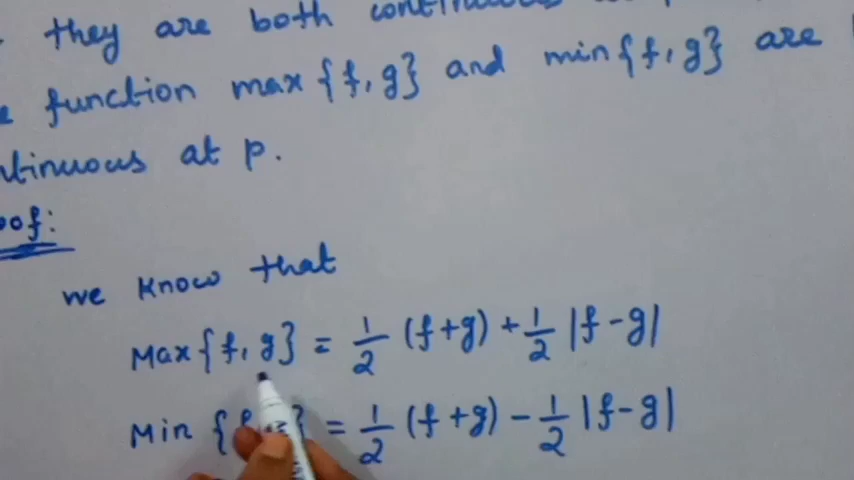 they are both continuous
function max {f, g} and min {f, g} are
at p.
we know that
Max {f, g} = 1/2 (f+g) + 1/2 |f-g|
Min { } = 1/2 (f+g) - 1/2 |f-g|